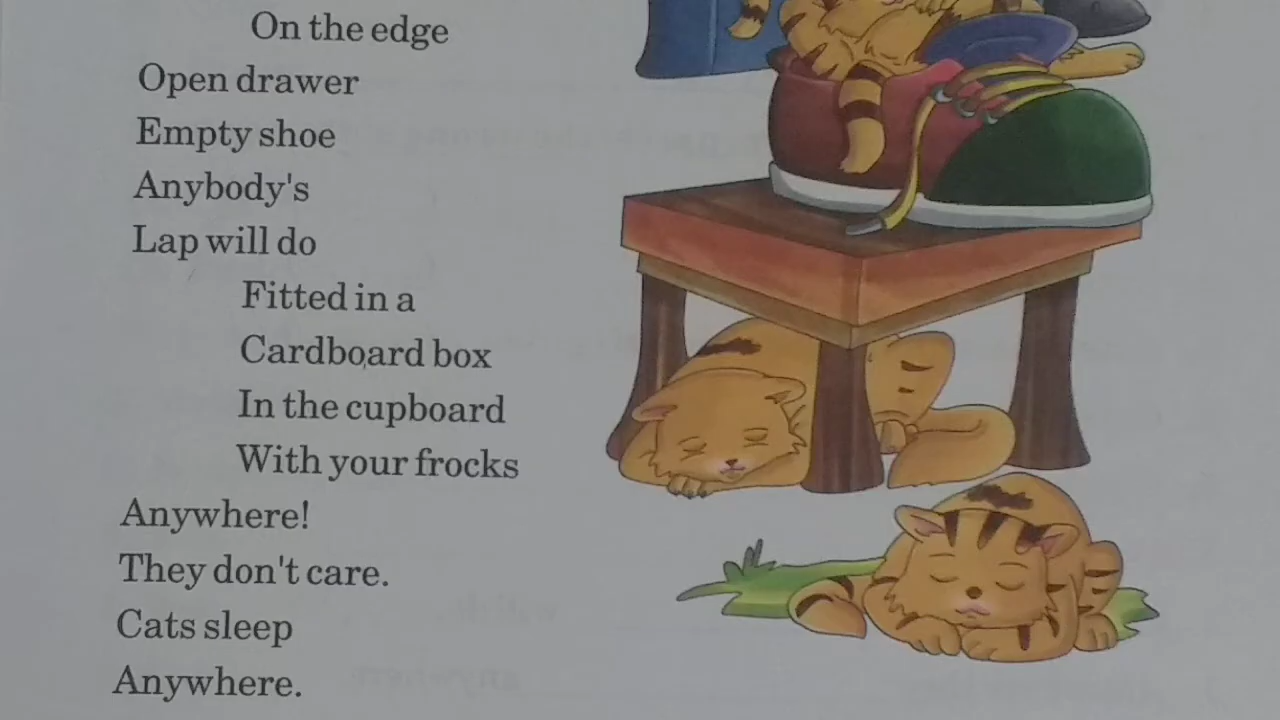 On the edge
Open drawer
Empty shoe
Anybody's
Lap will do
Fitted in a
Cardboard box
In the cupboard
With your frocks
Anywhere!
They don't care.
Cats sleep
Anywhere.